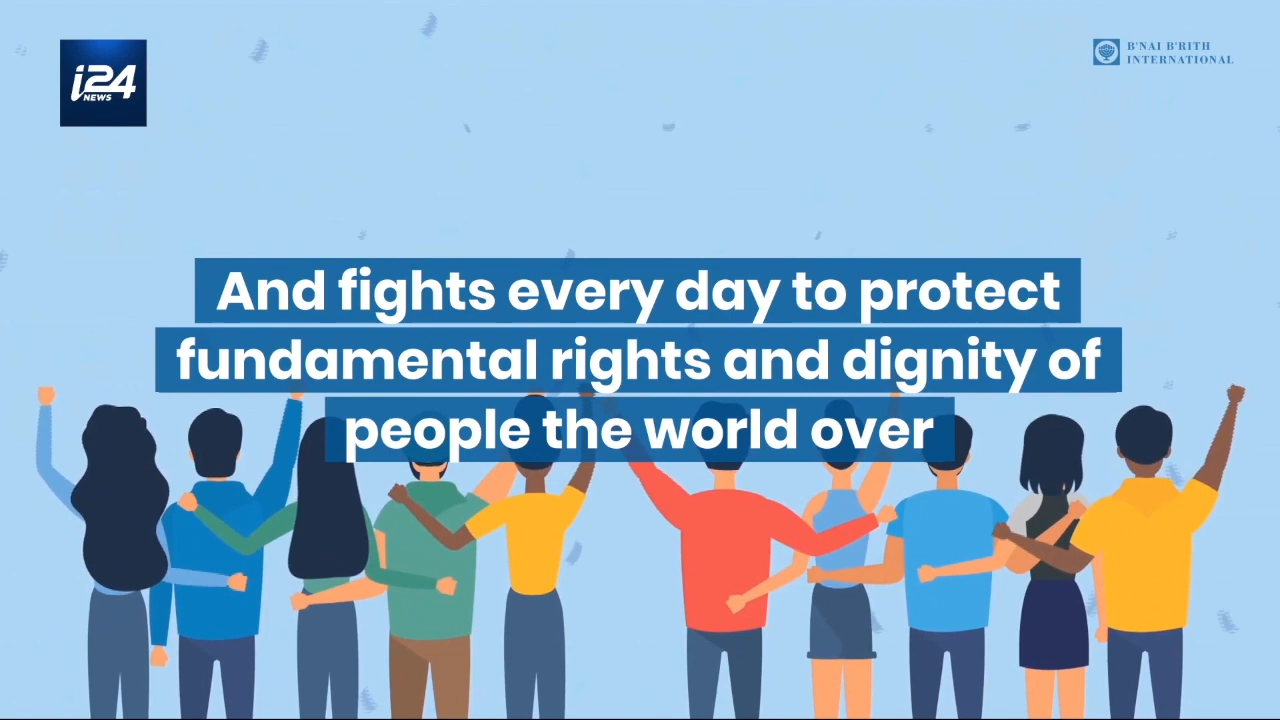 i24
NEWS
B'NAI B'RITH
INTERNATIONAL
And fights every day to protect
fundamental rights and dignity of
people the world over